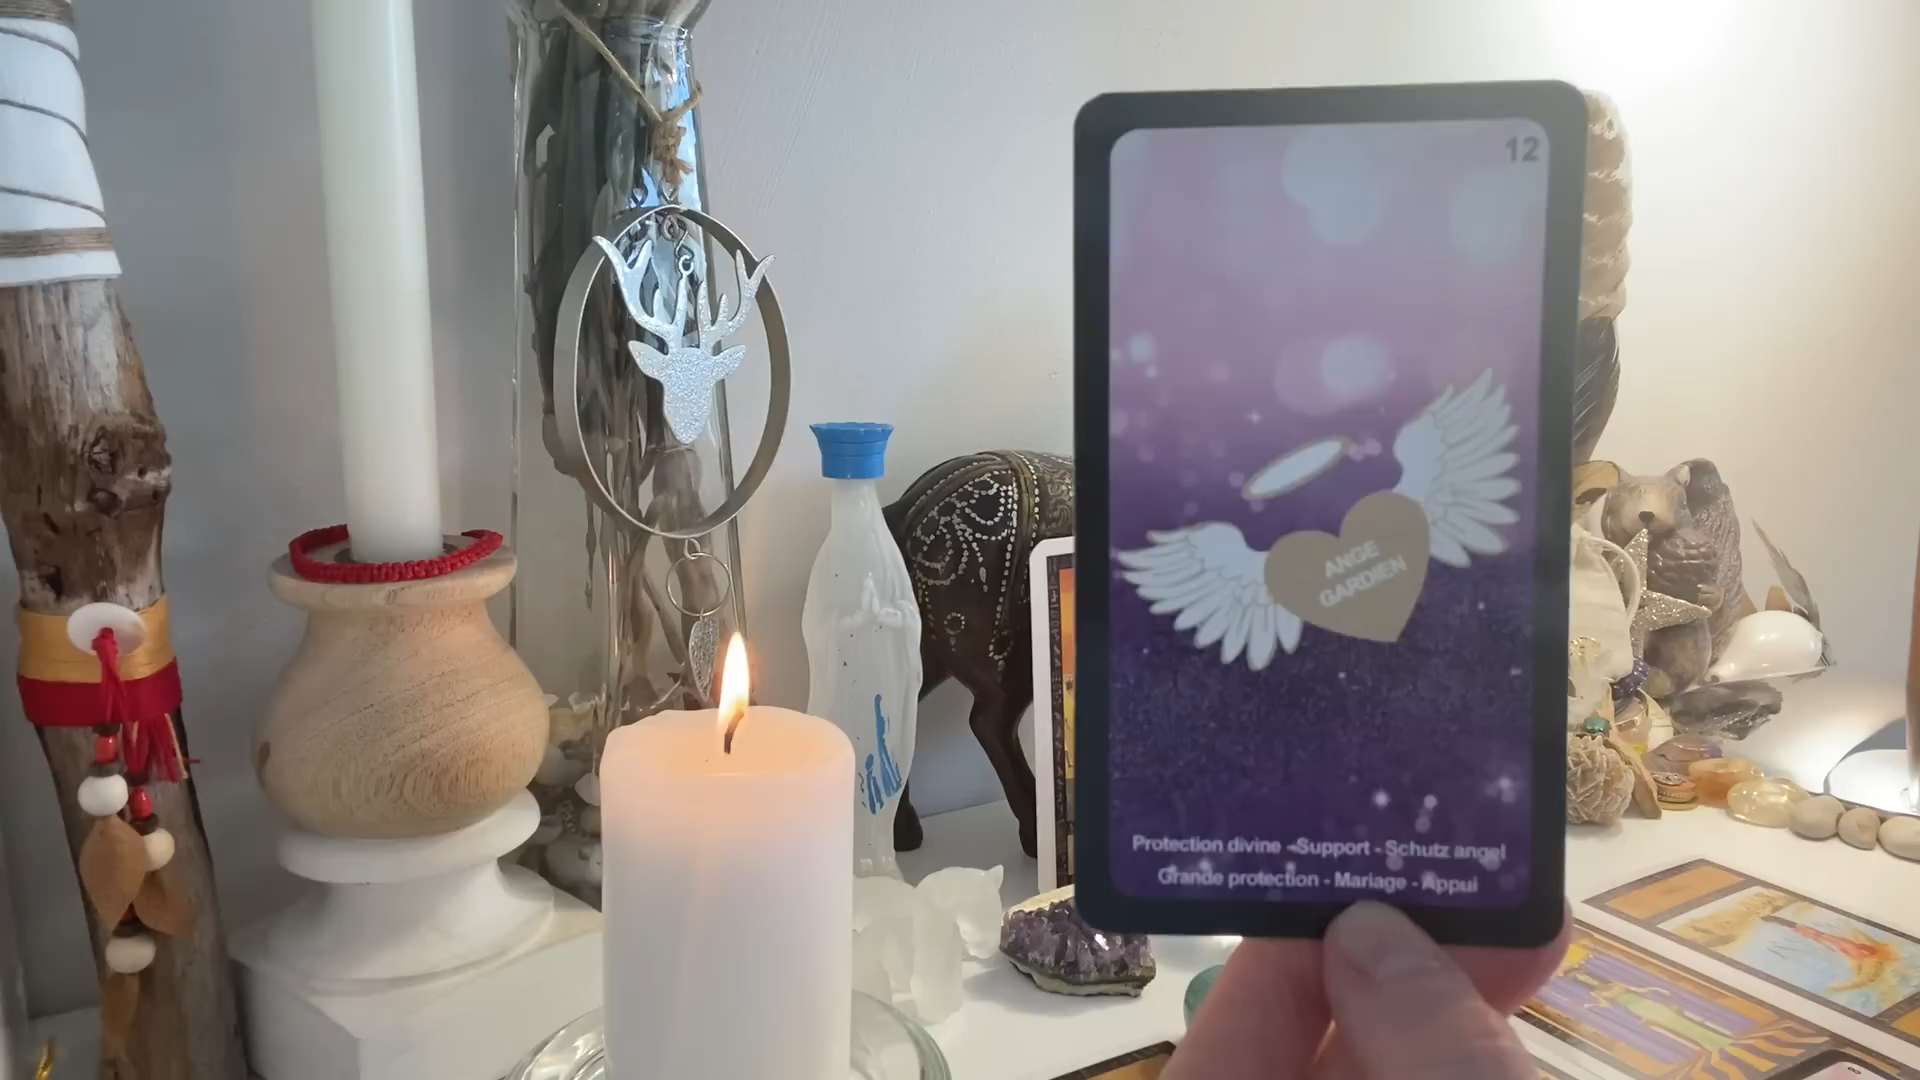 12
ANGE
GARDIEN
Protection divine - Support - Schutz angel
Grande protection - Mariage - Appui